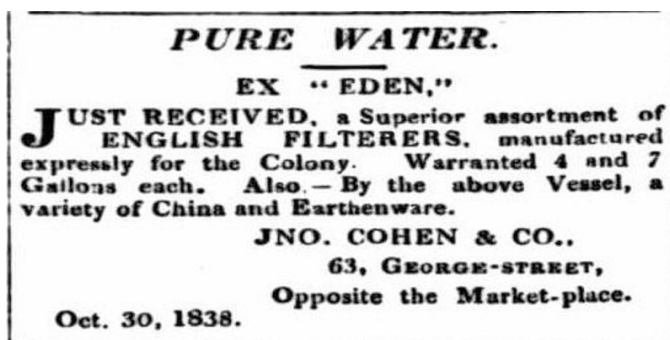 PURE WATER.
EX "EDEN,"
JUST RECEIVED, a Superior assortment of
ENGLISH FILTERERS, manufactured
expressly for the Colony. Warranted 4 and 7
Gallons each. Also,—By the above Vessel, a
variety of China and Earthenware.
JNO. COHEN & CO.,
63, GEORGE-STREET,
Opposite the Market-place.
Oct. 30, 1838.